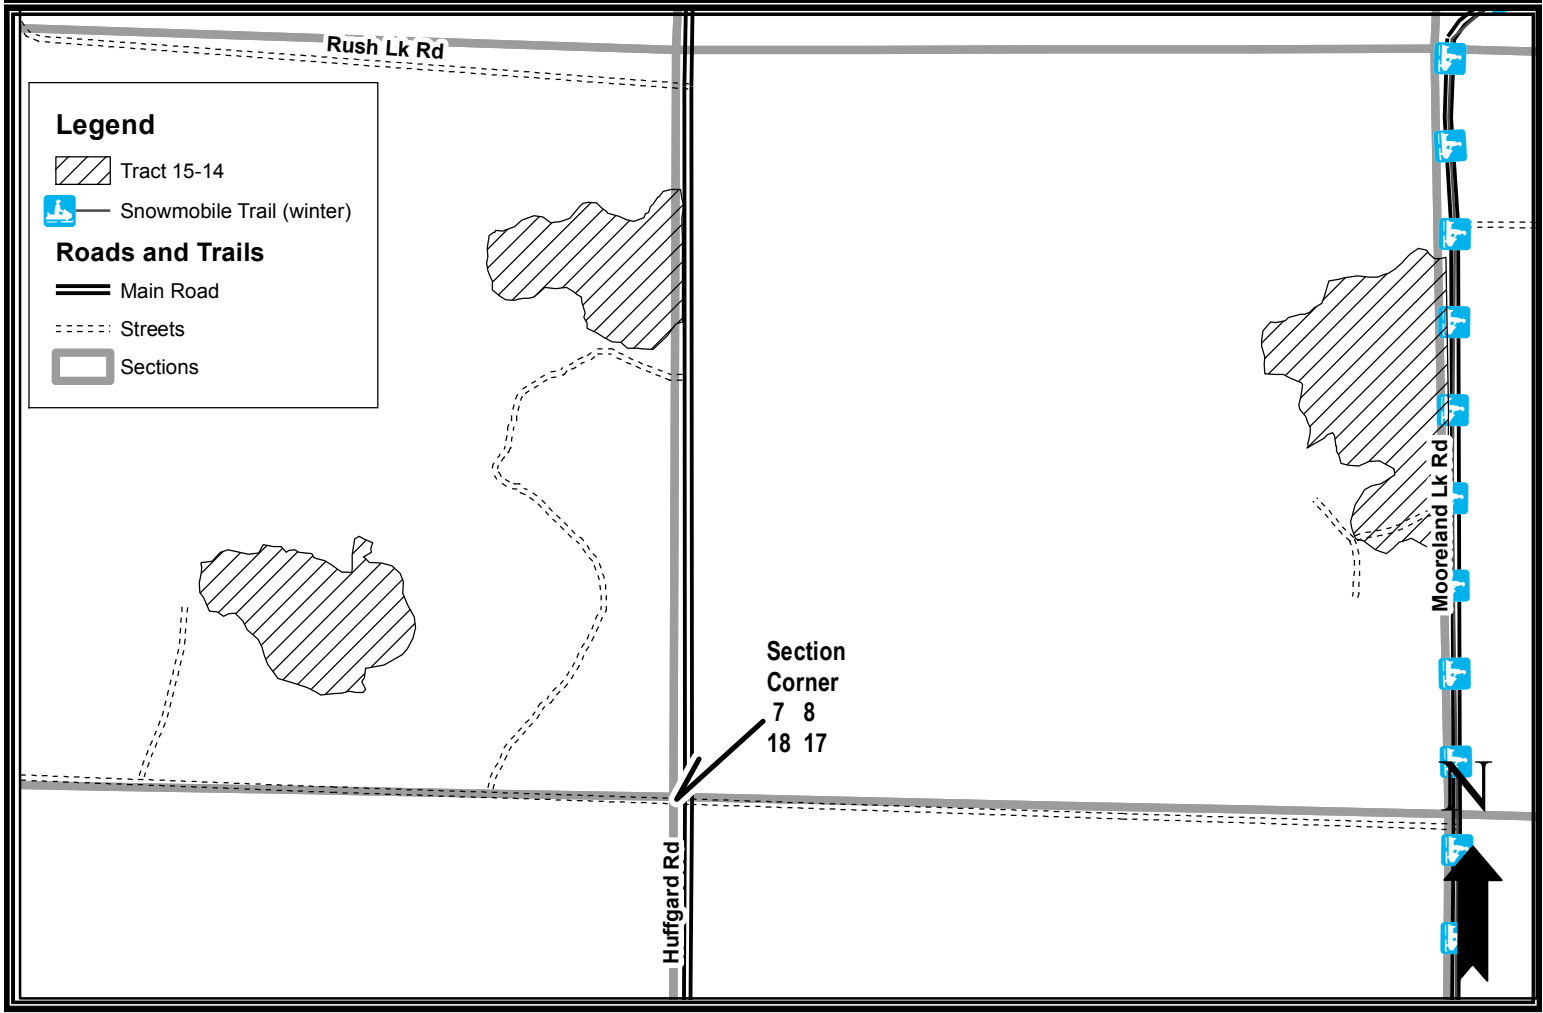 Rush Lk Rd
Legend
Tract 15-14
Snowmobile Trail (winter)
Roads and Trails
Main Road
Streets
Sections
Mooreland Lk Rd
Section
Corner
7 8
18 17
N
Huffgard Rd